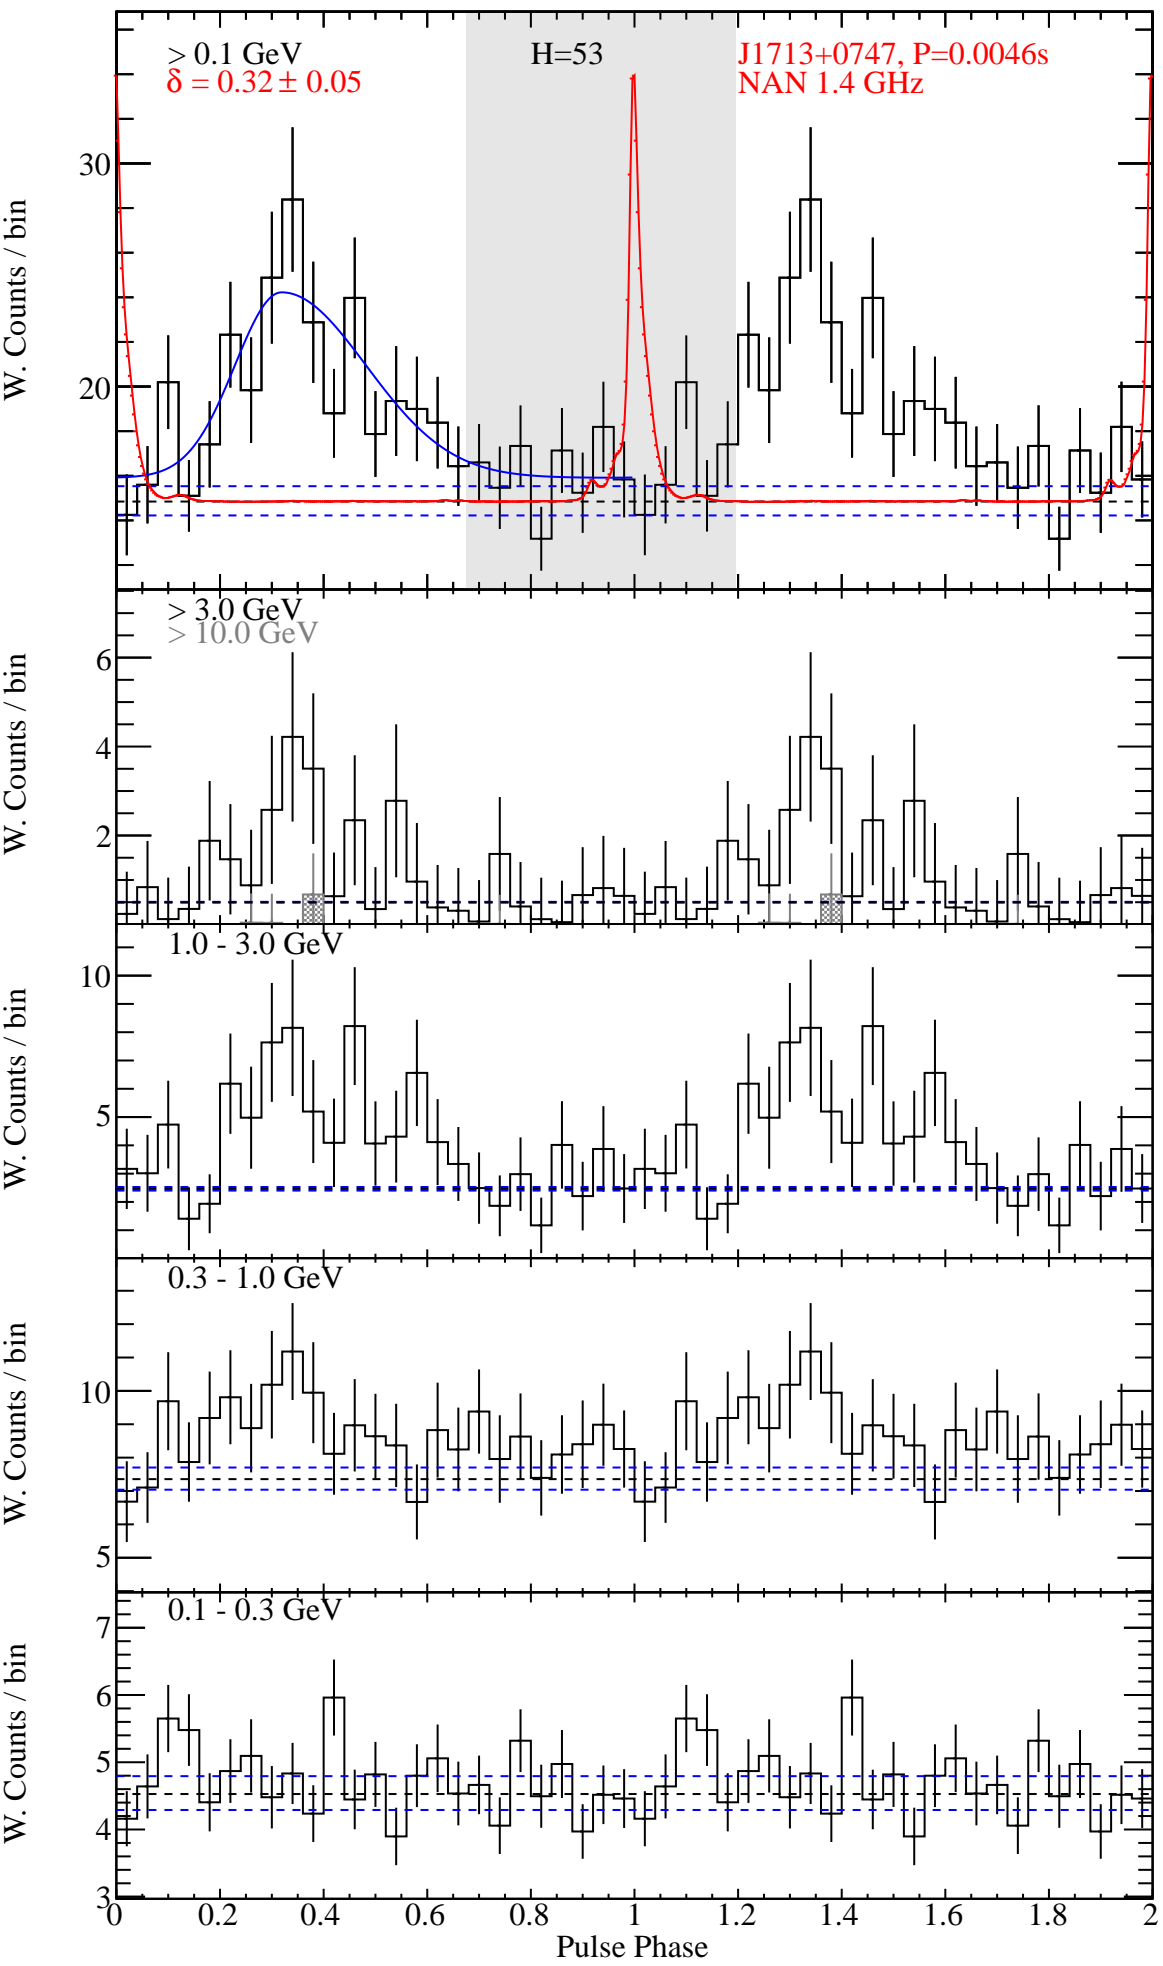 > 0.1 GeV
H=53
J1713+0747, P=0.0046s
δ = 0.32 ± 0.05
NAN 1.4 GHz
W. Counts / bin
30
20
> 3.0 GeV
> 10.0 GeV
W. Counts / bin
6
4
2
1.0 - 3.0 GeV
W. Counts / bin
10
5
0.3 - 1.0 GeV
W. Counts / bin
10
5
0.1 - 0.3 GeV
W. Counts / bin
7
6
5
4
3
0 0.2 0.4 0.6 0.8 1 1.2 1.4 1.6 1.8 2
Pulse Phase